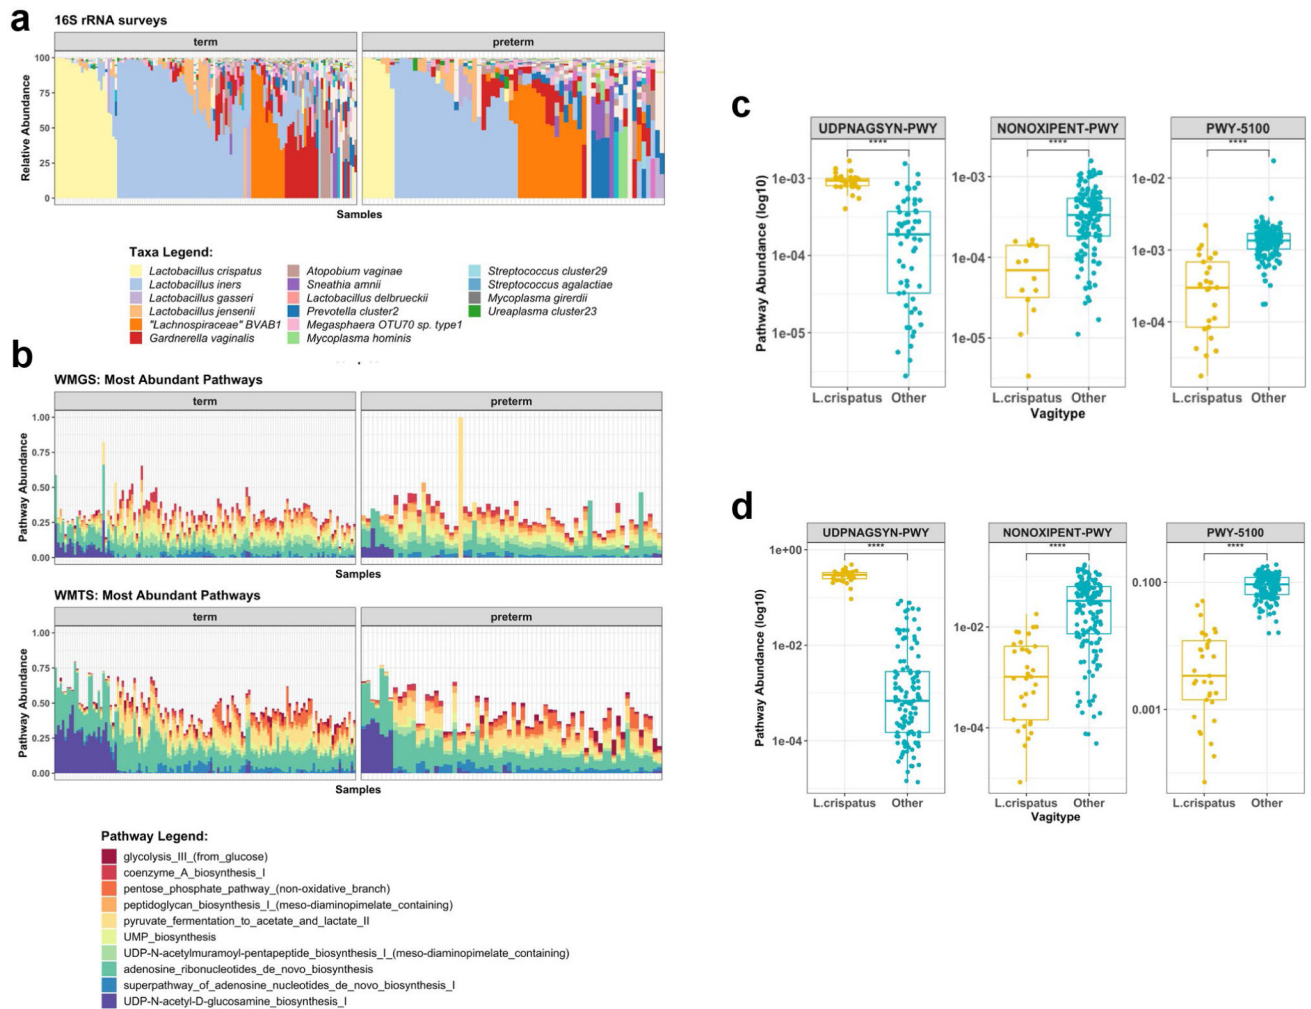 a
16S rRNA surveys
term
preterm
100
75
50
25
0
Relative Abundance
Samples
Taxa Legend:
Lactobacillus crispatus
Lactobacillus iners
Lactobacillus gasseri
Lactobacillus jensenii
"Lachnospiraceae" BVAB1
Gardnerella vaginalis
Atopobium vaginae
Sneathia amnii
Lactobacillus delbrueckii
Prevotella cluster2
Megasphaera OTU70 sp. type1
Mycoplasma hominis
Streptococcus cluster29
Streptococcus agalactiae
Mycoplasma girerdii
Ureaplasma cluster23
b
WMGS: Most Abundant Pathways
term
preterm
1.00
0.75
0.50
0.25
0.00
Pathway Abundance
Samples
WMTS: Most Abundant Pathways
term
preterm
1.00
0.75
0.50
0.25
0.00
Pathway Abundance
Samples
Pathway Legend:
glycolysis_III_(from_glucose)
coenzyme_A_biosynthesis_I
pentose_phosphate_pathway_(non-oxidative_branch)
peptidoglycan_biosynthesis_I_(meso-diaminopimelate_containing)
pyruvate_fermentation_to_acetate_and_lactate_II
UMP_biosynthesis
UDP-N-acetylmuramoyl-pentapeptide_biosynthesis_I_(meso-diaminopimelate_containing)
adenosine_ribonucleotides_de_novo_biosynthesis
superpathway_of_adenosine_nucleotides_de_novo_biosynthesis_I
UDP-N-acetyl-D-glucosamine_biosynthesis_I
c
UDPNAGSYN-PWY
NONOXIPENT-PWY
PWY-5100
****
****
****
Pathway Abundance (log10)
1e-03
1e-04
1e-05
1e-03
1e-04
1e-05
1e-02
1e-03
1e-04
L.crispatus Other
L.crispatus Other
L.crispatus Other
Vagitype
d
UDPNAGSYN-PWY
NONOXIPENT-PWY
PWY-5100
****
****
****
Pathway Abundance (log10)
1e+00
1e-02
1e-04
1e-02
1e-04
0.100
0.001
L.crispatus Other
L.crispatus Other
L.crispatus Other
Vagitype